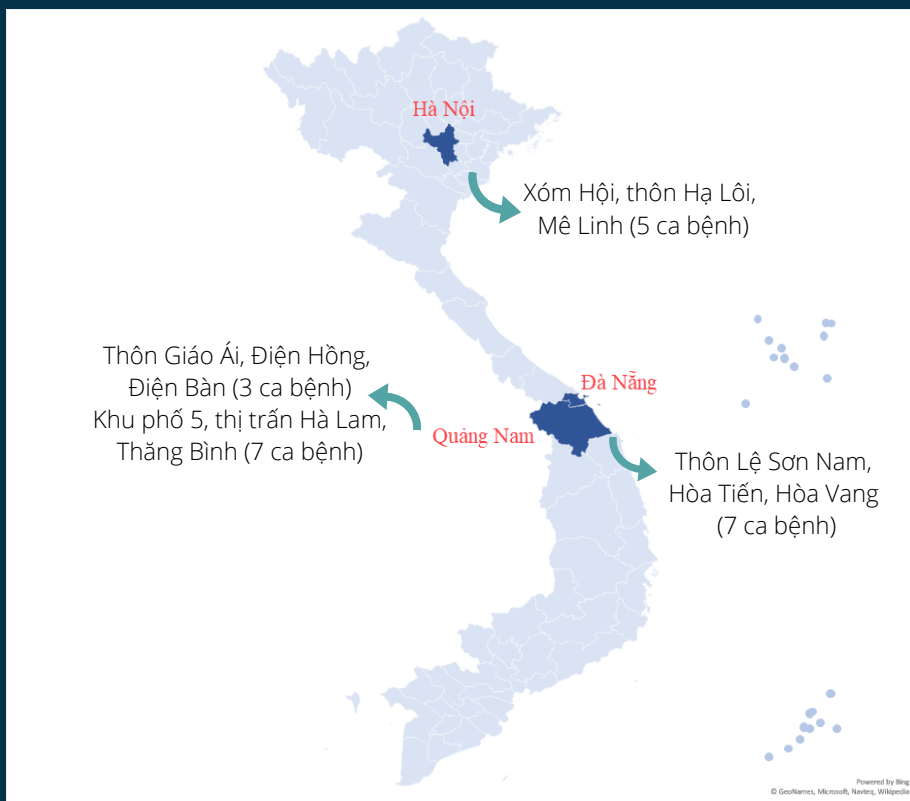 Hà Nội
Xóm Hội, thôn Hạ Lôi,
Mê Linh (5 ca bệnh)
Thôn Giáo Ái, Điện Hồng,
Điện Bàn (3 ca bệnh)
Khu phố 5, thị trấn Hà Lam,
Thăng Bình (7 ca bệnh)
Đà Nẵng
Quảng Nam
Thôn Lệ Sơn Nam,
Hòa Tiến, Hòa Vang
(7 ca bệnh)
Powered by Bing
© GeoNames, Microsoft, Navteq, Wikipedia